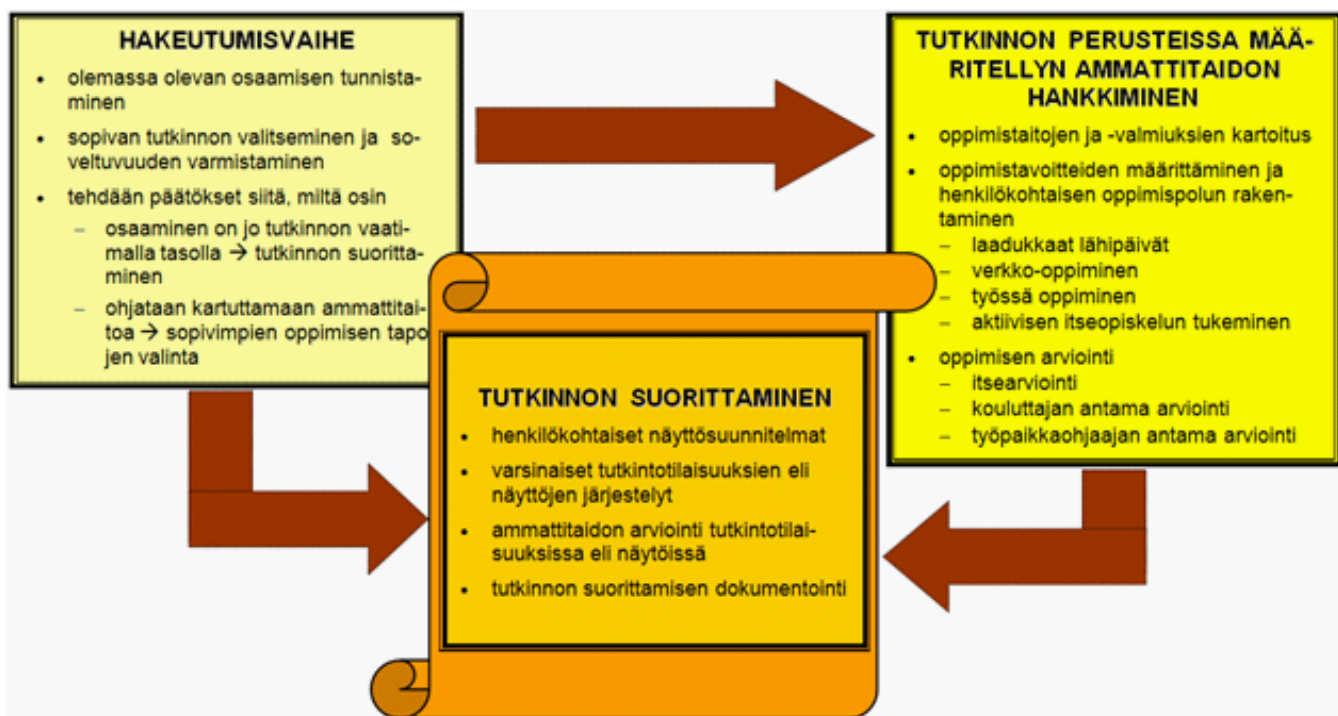 HAKEUTUMISVAIHE
• olemassa olevan osaamisen tunnista-
minen
• sopivan tutkinnon valitseminen ja so-
veltuvuuden varmistaminen
• tehdään päätökset siitä, miltä osin
– osaaminen on jo tutkinnon vaati-
malla tasolla → tutkinnon suoritta-
minen
– ohjataan kartuttamaan ammattitai-
toa → sopivimpien oppimisen tapo
jen valinta
TUTKINNON PERUSTEISSA MÄÄ-
RITELLYN AMMATTITAIDON
HANKKIMINEN
• oppimistaitojen ja -valmiuksien kartoitus
• oppimistavoitteiden määrittäminen ja
henkilökohtaisen oppimispolun raken-
taminen
– laadukkaat lähipäivät
– verkko-oppiminen
– työssä oppiminen
– aktiivisen itseopiskelun tukeminen
• oppimisen arviointi
– itsearviointi
– kouluttajan antama arviointi
– työpaikkaohjaajan antama arviointi
TUTKINNON SUORITTAMINEN
• henkilökohtaiset näyttösuunnitelmat
• varsinaiset tutkintotilaisuuksien eli
näyttöjen järjestelyt
• ammattitaidon arviointi tutkintotilai-
suuksissa eli näytöissä
• tutkinnon suorittamisen dokumentointi